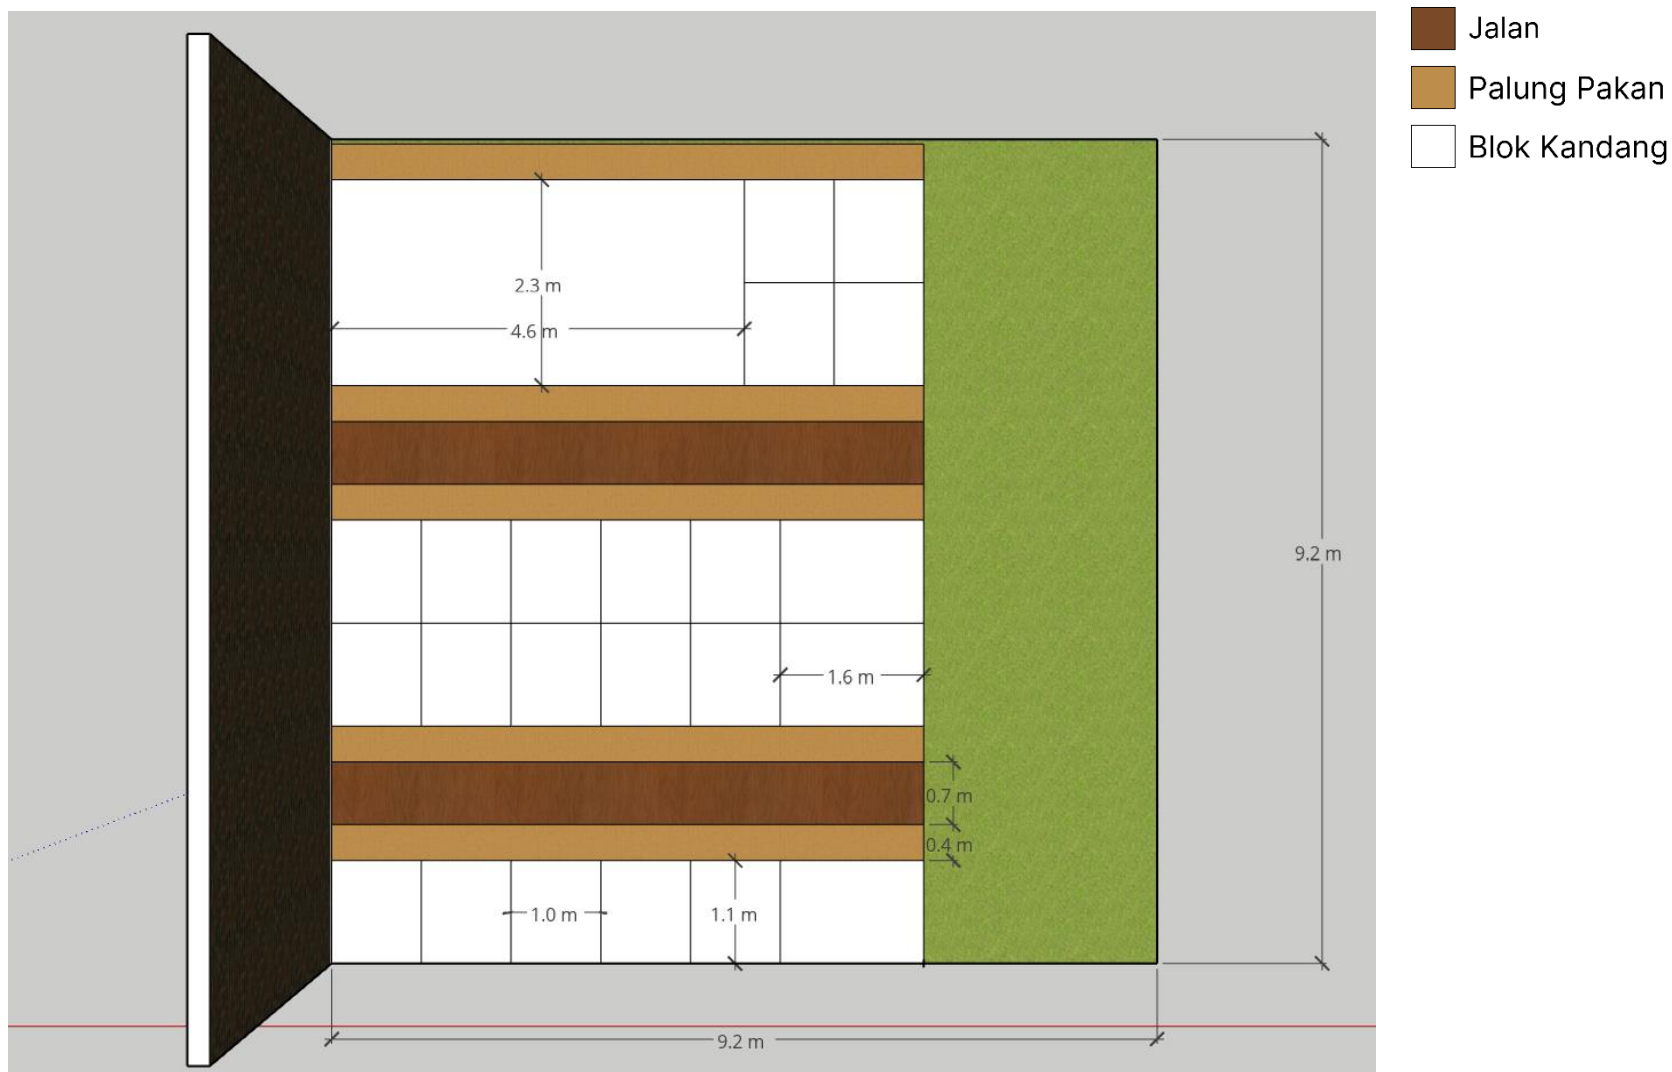 Jalan
Palung Pakan
Blok Kandang
2.3 m
4.6 m
9.2 m
1.6 m
0.7 m
0.4 m
1.0 m
1.1 m
9.2 m